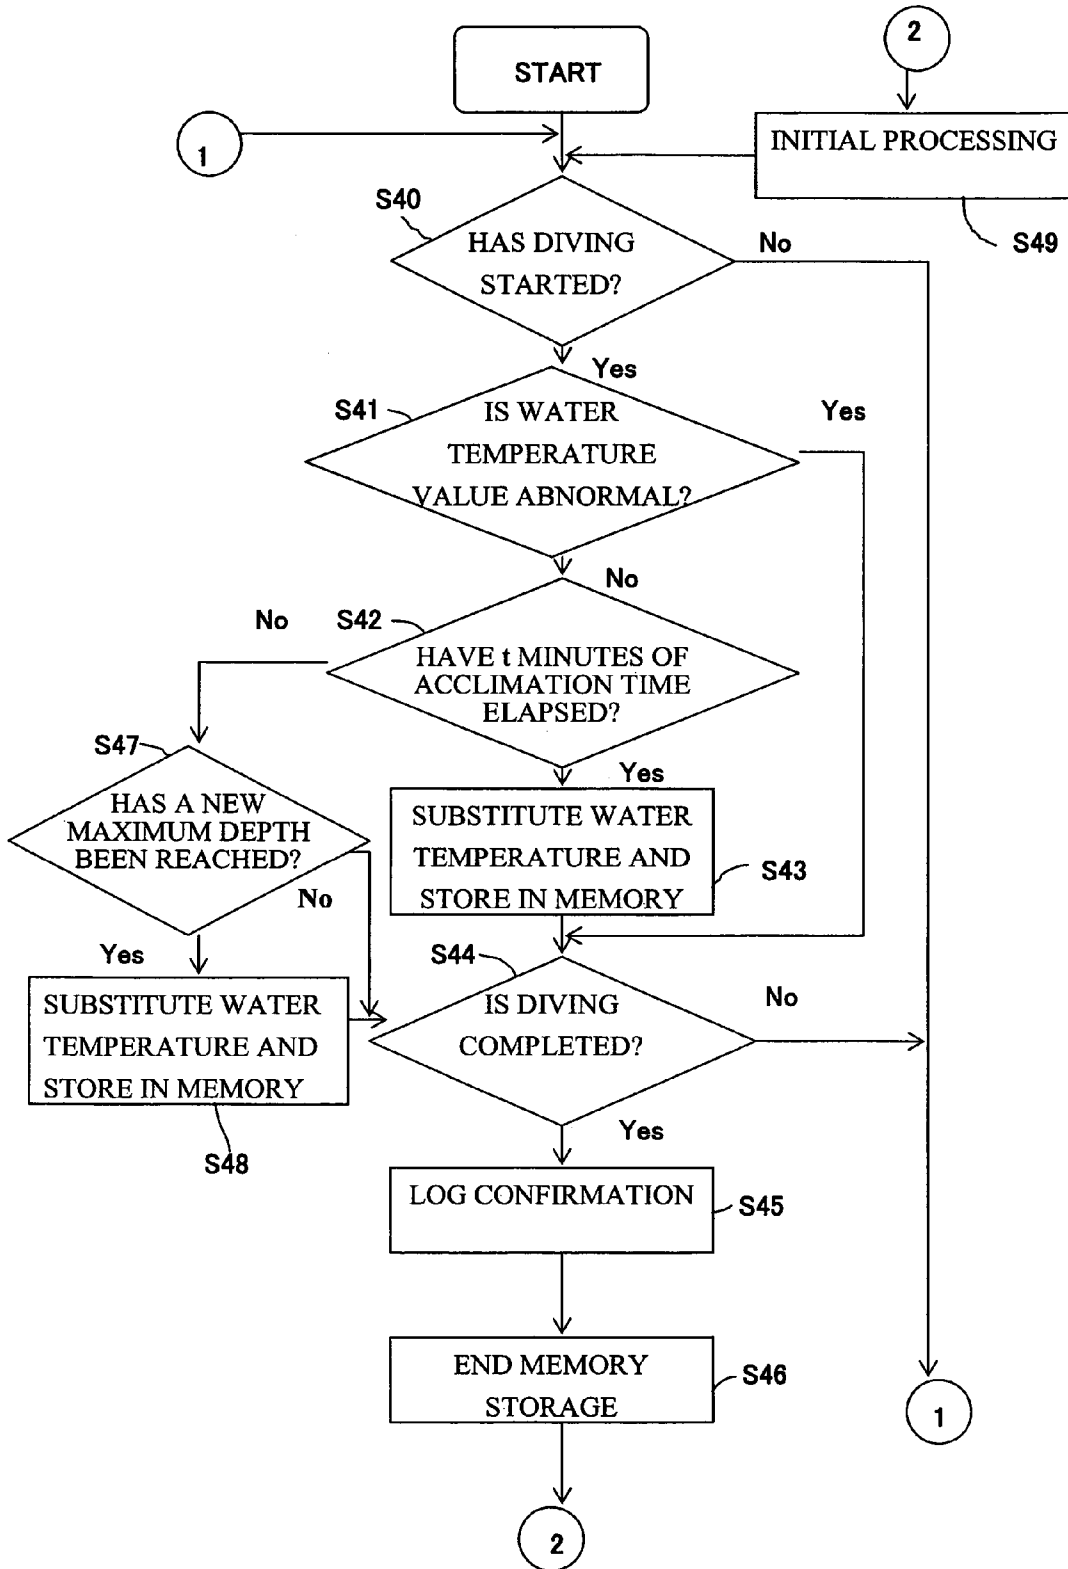 START
2
1
INITIAL PROCESSING
S49
S40
HAS DIVING
STARTED?
No
Yes
S41
IS WATER
TEMPERATURE
VALUE ABNORMAL?
Yes
No
S42
No
HAVE t MINUTES OF
ACCLIMATION TIME
ELAPSED?
Yes
S47
HAS A NEW
MAXIMUM DEPTH
BEEN REACHED?
No
Yes
SUBSTITUTE WATER
TEMPERATURE AND
STORE IN MEMORY
S43
SUBSTITUTE WATER
TEMPERATURE AND
STORE IN MEMORY
S48
S44
IS DIVING
COMPLETED?
No
Yes
LOG CONFIRMATION
S45
END MEMORY
STORAGE
S46
1
2